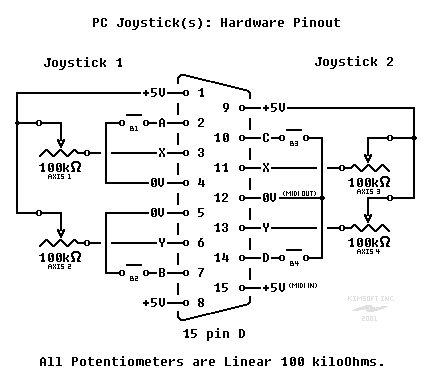 PC Joystick(s): Hardware Pinout
Joystick 1
Joystick 2
+5V 1
9 +5V
B1 A 2
10 C B3
X 3
11 X
100kΩ
AXIS 1
100kΩ
AXIS 3
0V 4
12 0V (MIDI OUT)
0V 5
13 Y
Y 6
100kΩ
AXIS 2
100kΩ
AXIS 4
14 D B4
B2 B 7
15 +5V (MIDI IN)
+5V 8
KIMSOFT INC.
2001
15 pin D
All Potentiometers are Linear 100 kiloOhms.